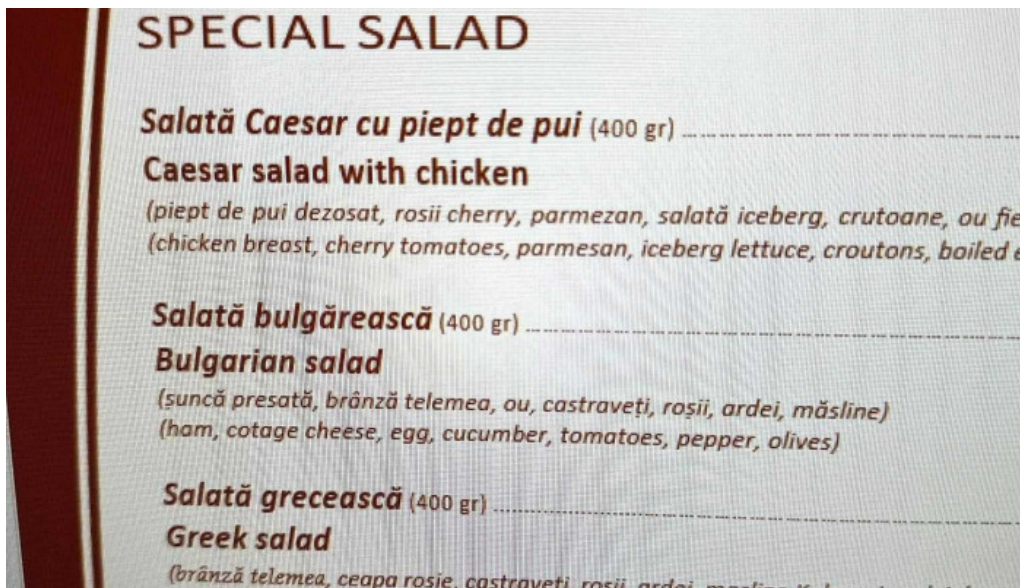 SPECIAL SALAD
Salată Caesar cu piept de pui (400 gr)
Caesar salad with chicken
(piept de pui dezosat, rosii cherry, parmezan, salată iceberg, crutoane, ou
(chicken breast, cherry tomatoes, parmesan, iceberg lettuce, croutons, boiled
Salată bulgărească (400 gr)
Bulgarian salad
(șuncă presată, brânză telemea, ou, castraveți, roșii, ardei, măsline)
(ham, cotage cheese, egg, cucumber, tomatoes, pepper, olives)
Salată grecească (400 gr)
Greek salad
(brânză telemea, ceapa roșie, castraveți, roșii, ardei,